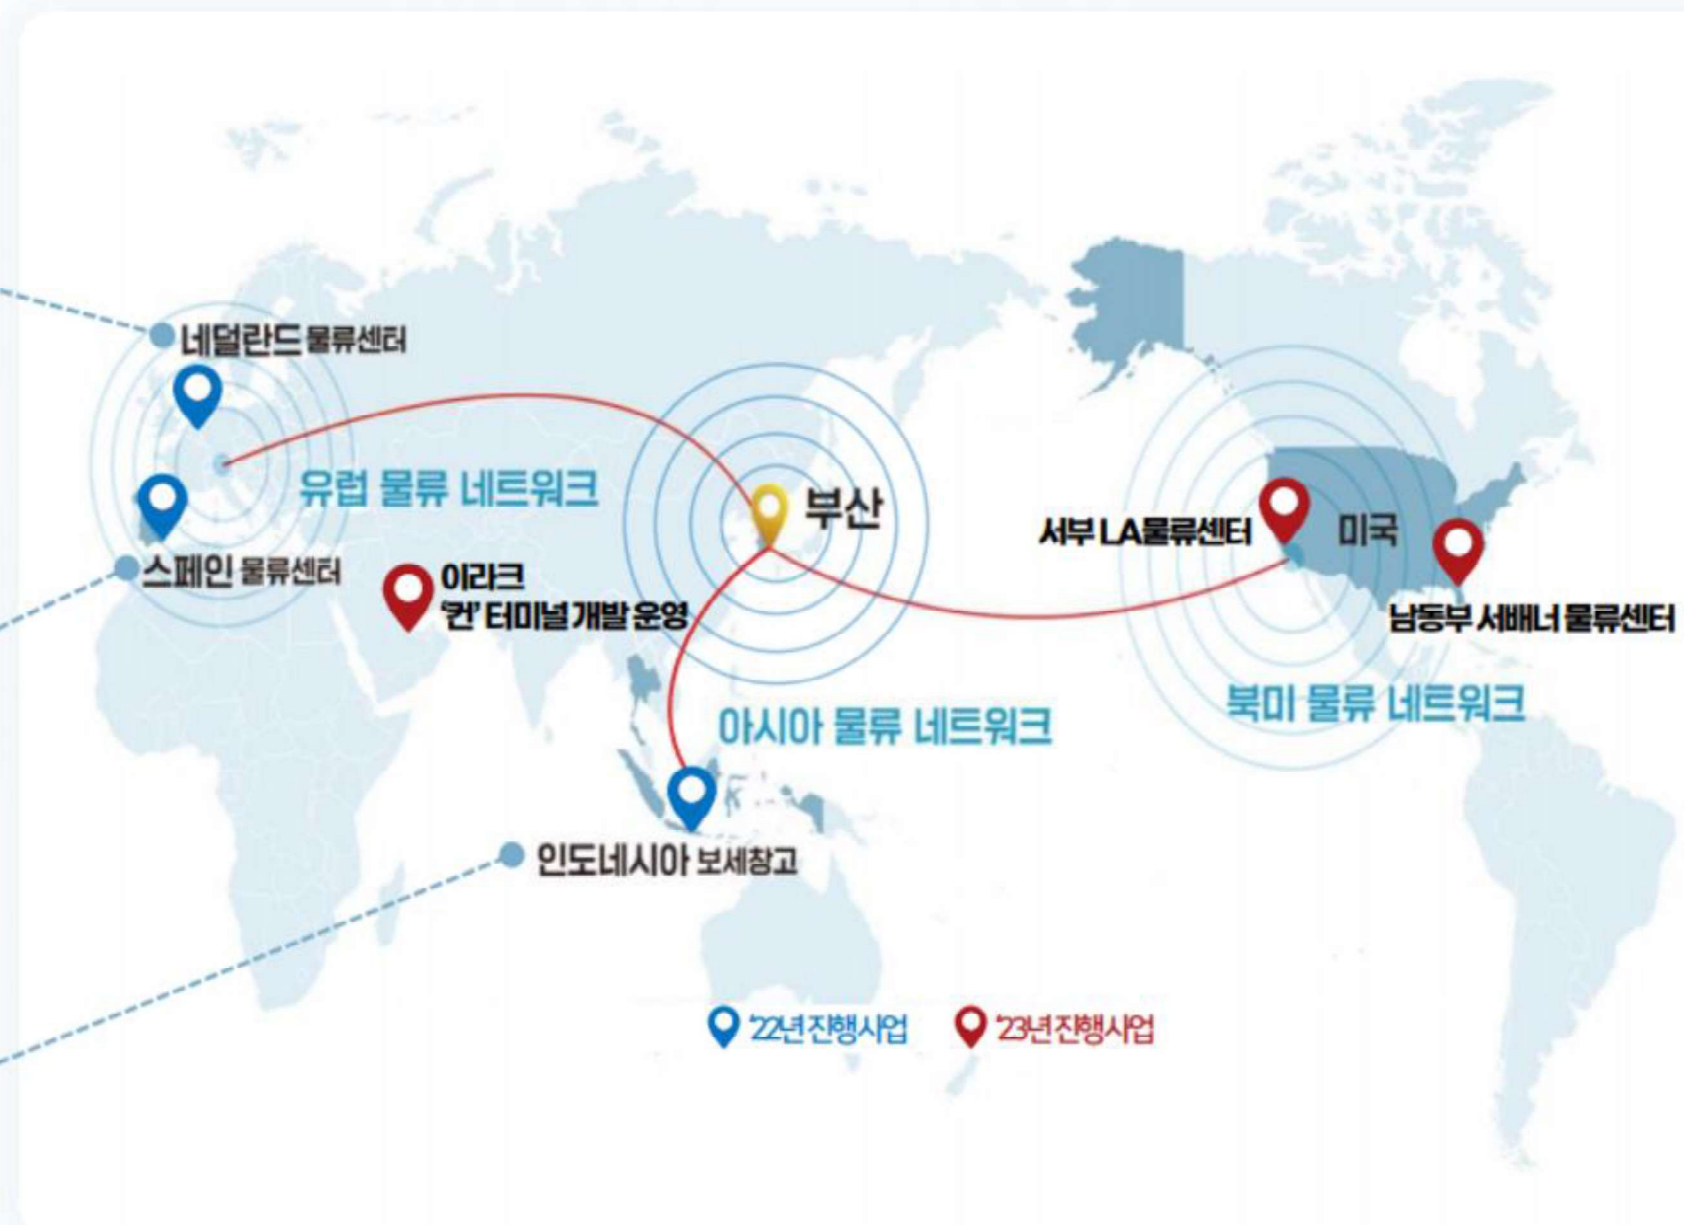 네덜란드 물류센터
유럽 물류 네트워크
부산
스페인 물류센터
이라크
'컨' 터미널 개발 운영
서부 LA물류센터
미국
남동부 서배너 물류센터
아시아 물류 네트워크
북미 물류 네트워크
인도네시아 보세창고
'22년 진행사업
'23년 진행사업